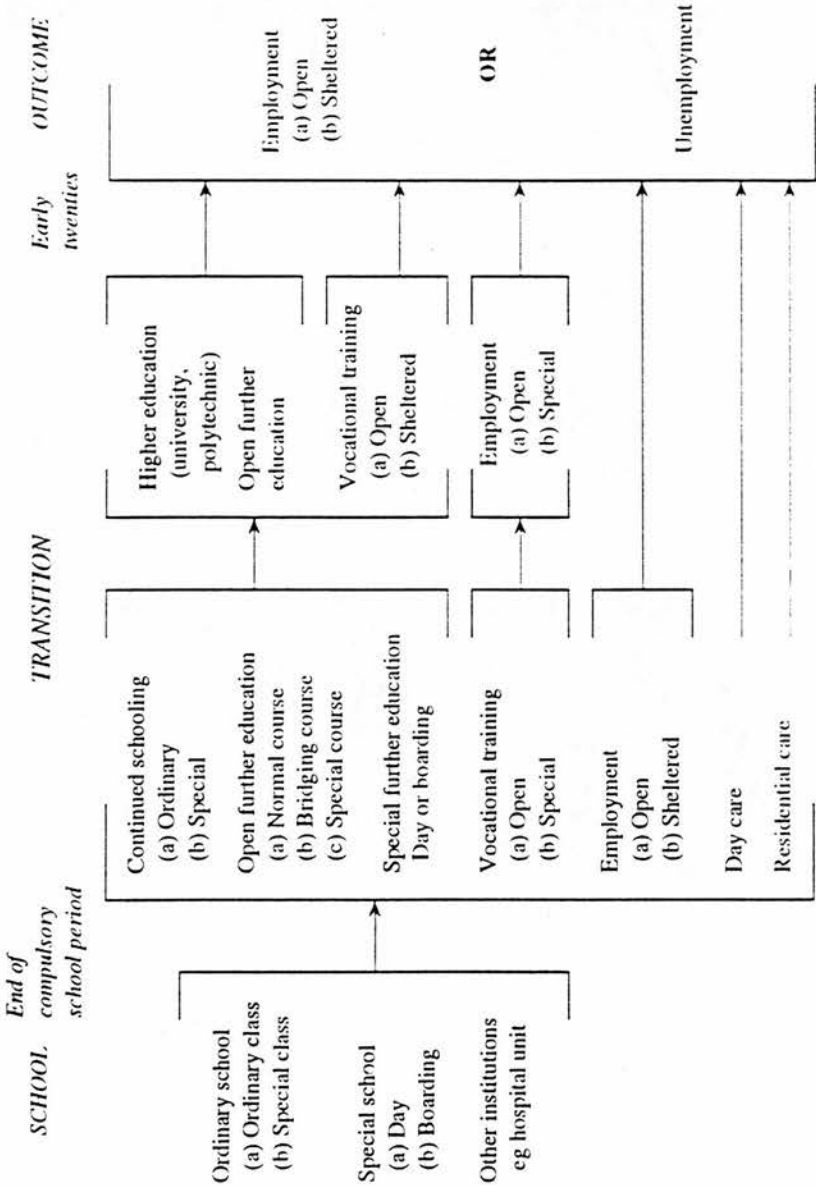 SCHOOL
End of
compulsory
school period
TRANSITION
Early
twenties
OUTCOME
Ordinary school
(a) Ordinary class
(b) Special class
Special school
(a) Day
(b) Boarding
Other institutions
eg hospital unit
Continued schooling
(a) Ordinary
(b) Special
Open further education
(a) Normal course
(b) Bridging course
(c) Special course
Special further education
Day or boarding
Vocational training
(a) Open
(b) Special
Employment
(a) Open
(b) Sheltered
Day care
Residential care
Higher education
(university,
polytechnic)
Open further
education
Vocational training
(a) Open
(b) Sheltered
Employment
(a) Open
(b) Special
Employment
(a) Open
(b) Sheltered
OR
Unemployment